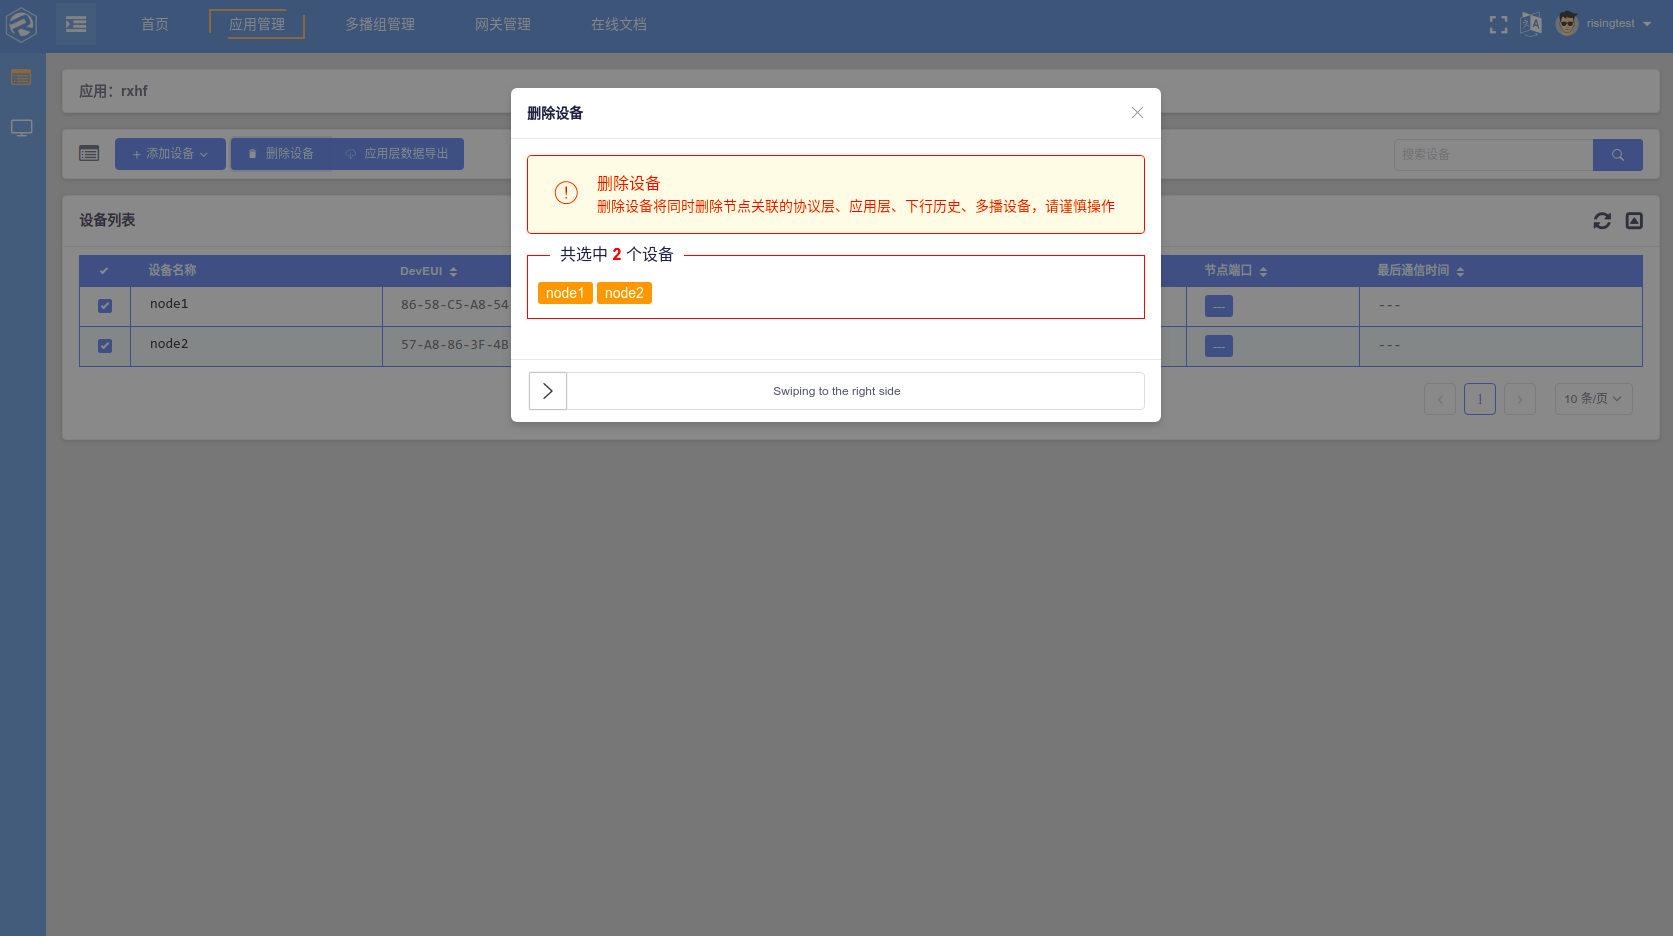 首页
应用管理
多播组管理
网关管理
在线文档
risingtest
应用：rxhf
添加设备
删除设备
应用层数据导出
搜索设备
设备列表
设备名称
DevEUI
节点端口
最后通信时间
node1
86-58-C5-A8-54
---
---
node2
57-A8-86-3F-4B
---
---
1
10 条/页
删除设备
删除设备
删除设备将同时删除节点关联的协议层、应用层、下行历史、多播设备，请谨慎操作
共选中 2 个设备
node1 node2
Swiping to the right side